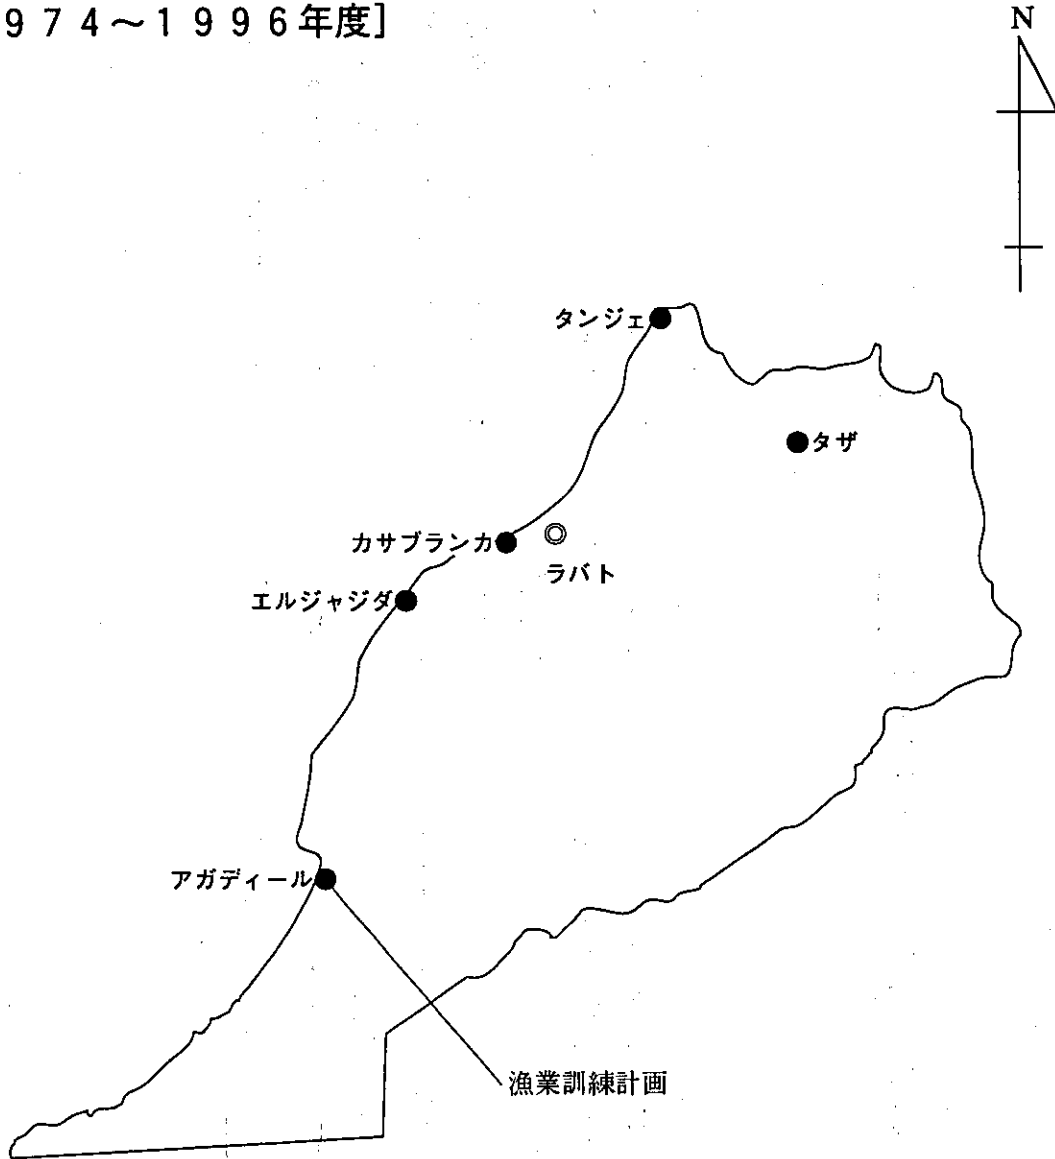 ９７４～１９９６年度]
N
タンジェ
タザ
カサブランカ
ラバト
エルジャジダ
アガディール
漁業訓練計画